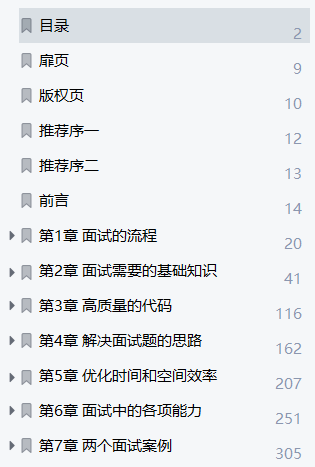 目录 2
扉页 9
版权页 10
推荐序一 12
推荐序二 13
前言 14
第1章 面试的流程 20
第2章 面试需要的基础知识 41
第3章 高质量的代码 116
第4章 解决面试题的思路 162
第5章 优化时间和空间效率 207
第6章 面试中的各项能力 251
第7章 两个面试案例 305